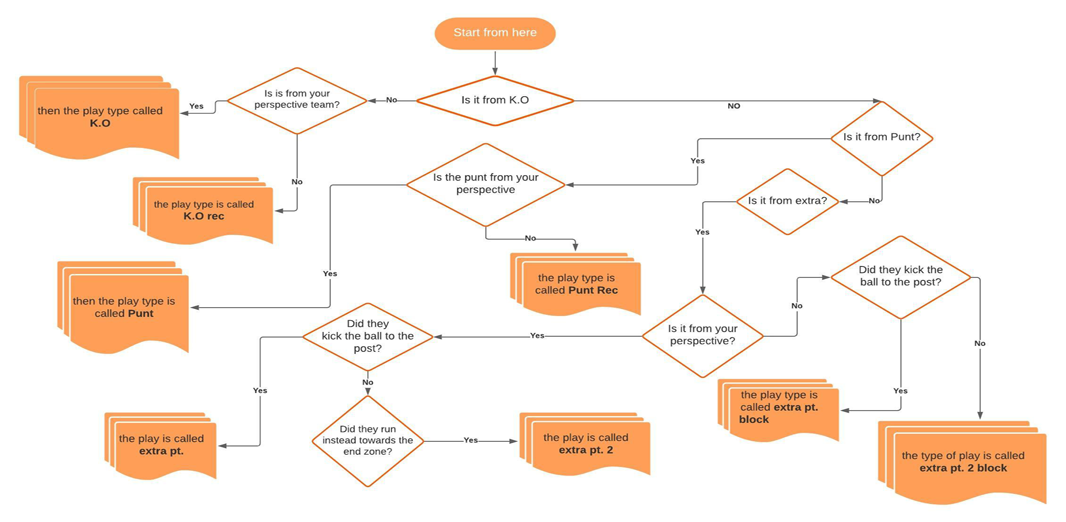 Start from here
Is it from K.O
No
NO
Is is from your
perspective team?
Yes
then the play type called
K.O
No
the play type is called
K.O rec
Is it from Punt?
Yes
No
Is the punt from your
perspective
Is it from extra?
No
the play type is
called Punt Rec
Yes
then the play type is
called Punt
Yes
Is it from your
perspective?
No
Did they kick the
ball to the post?
No
Yes
Yes
Did they
kick the ball to the
post?
Yes
No
the play type is
called extra pt.
block
the type of play is called
extra pt. 2 block
the play is called
extra pt.
Did they run
instead towards the
end zone?
Yes
the play is called
extra pt. 2